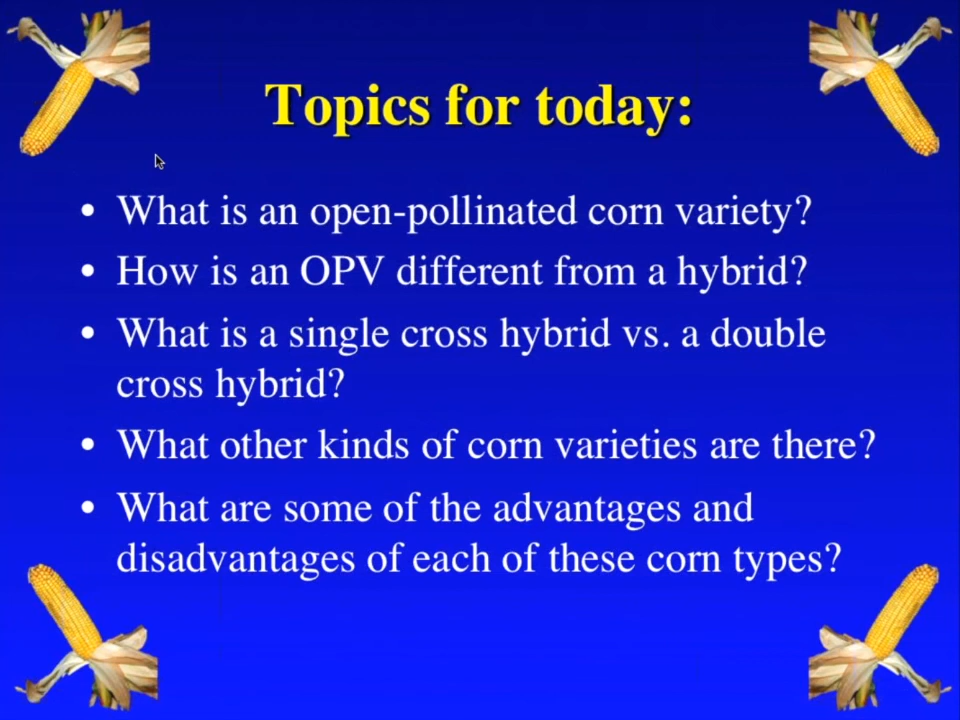 Topics for today:
• What is an open-pollinated corn variety?
• How is an OPV different from a hybrid?
• What is a single cross hybrid vs. a double
cross hybrid?
• What other kinds of corn varieties are there?
• What are some of the advantages and
disadvantages of each of these corn types?